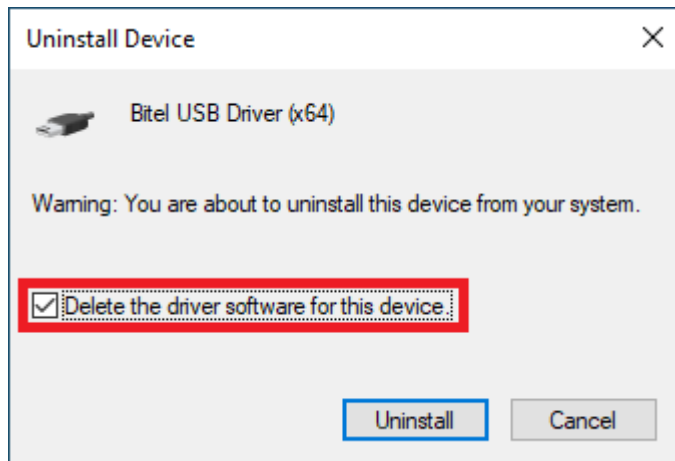 Uninstall Device
Bitel USB Driver (x64)
Warning: You are about to uninstall this device from your system.
Delete the driver software for this device.
Uninstall Cancel